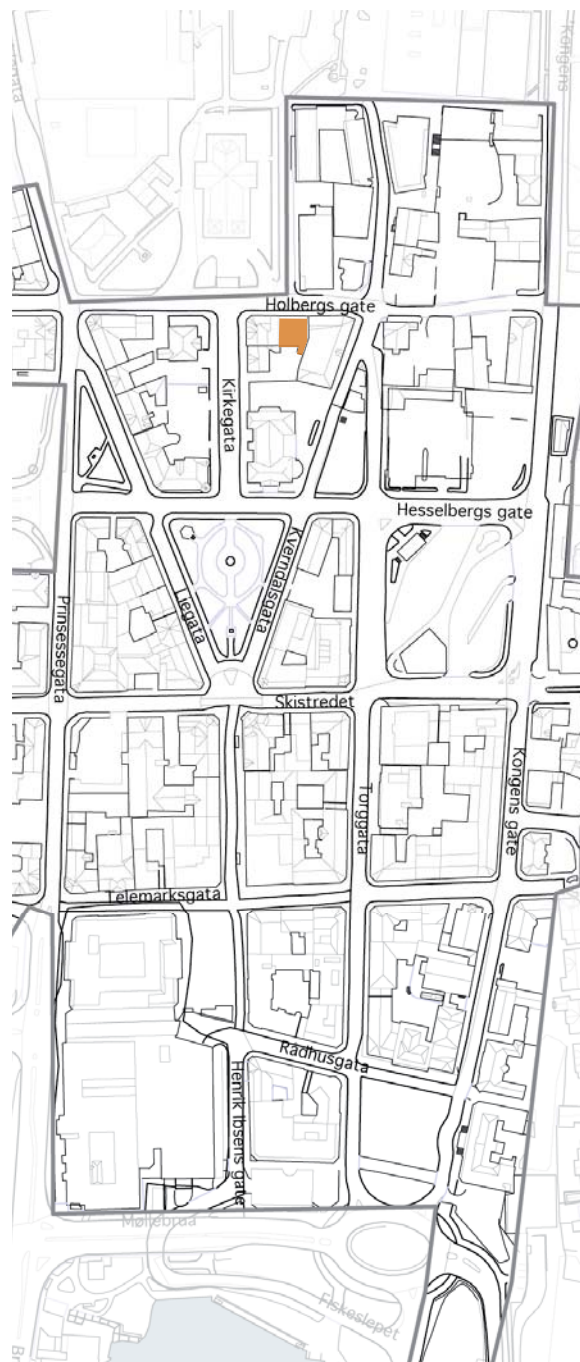 Kongens
Holbergs gate
Kirkegata
Hesselbergs gate
Kverndalsgata
Liegata
Prinsessegata
Skistredet
Torggata
Kongens gate
Telemarksgata
Rådhusgata
Henrik Ibsens gate
Møllebrua
Fiskeslepet